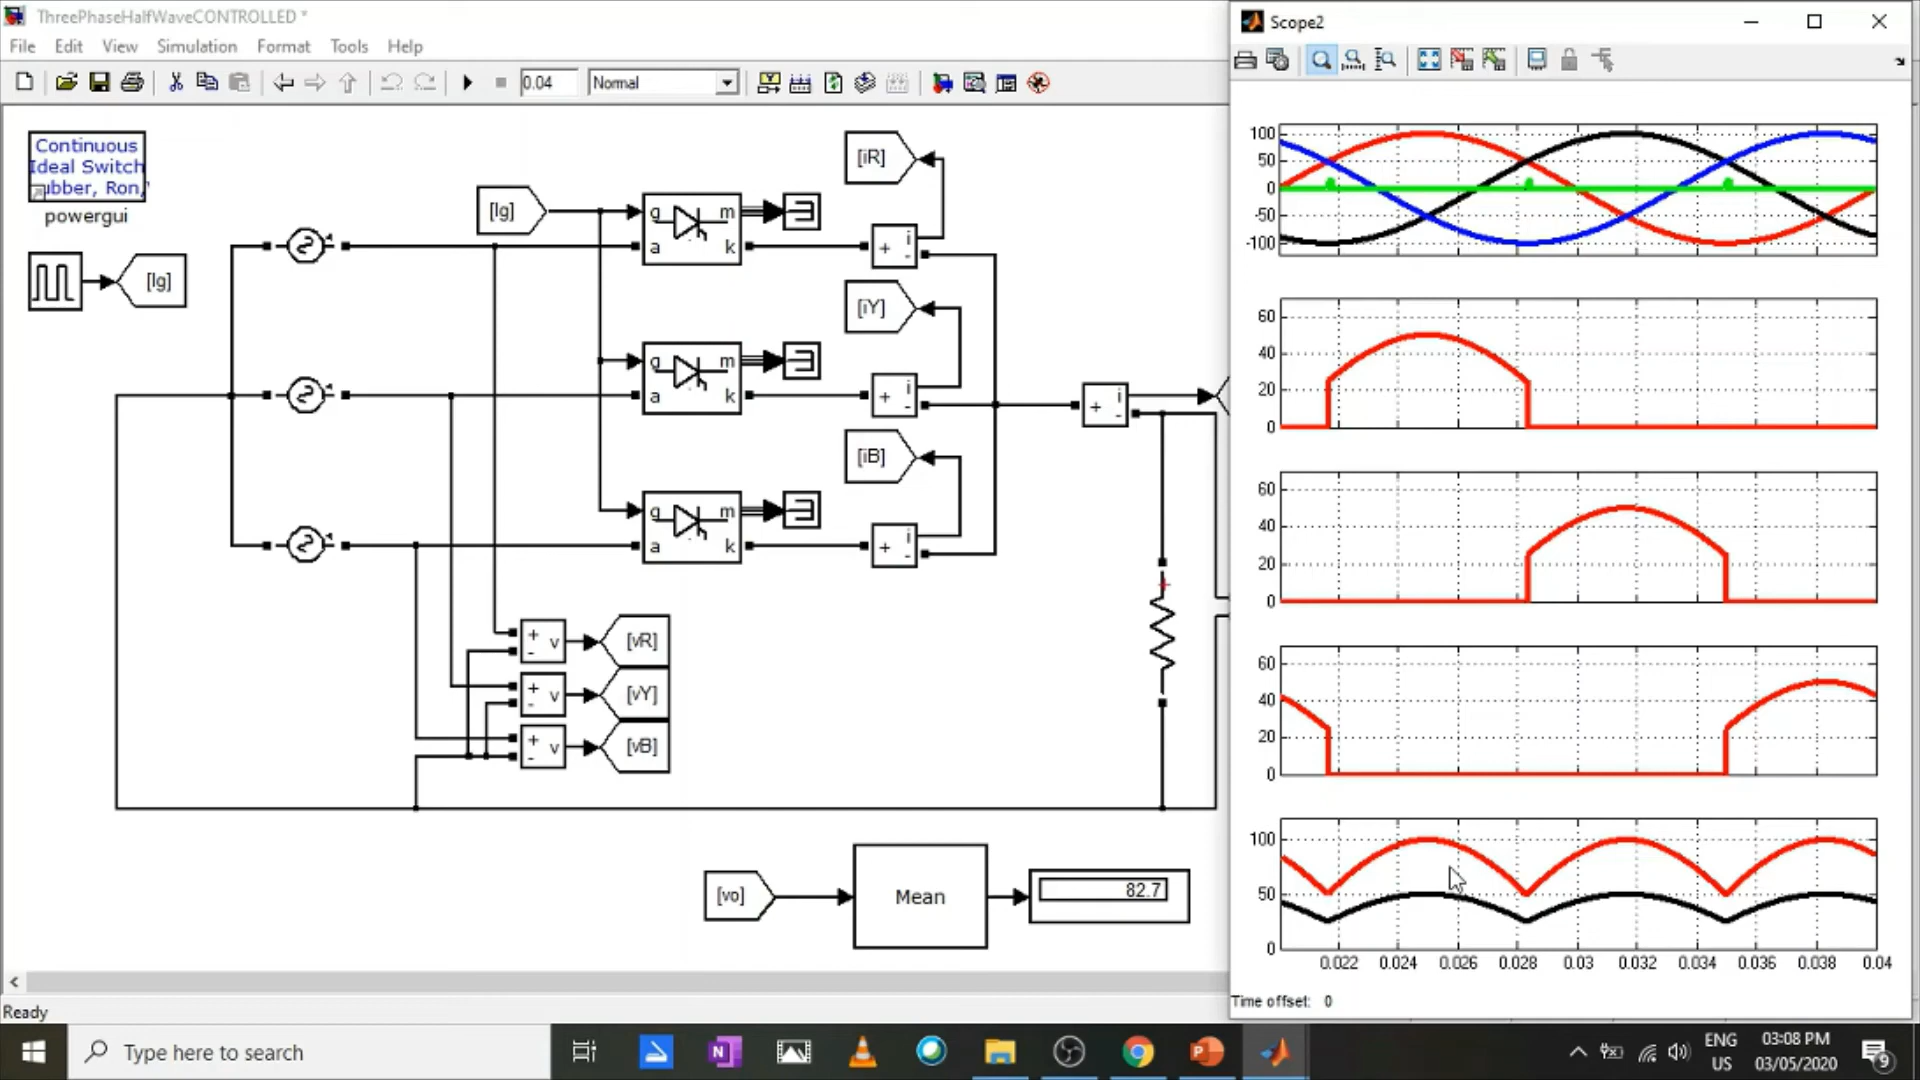 ThreePhaseHalfWaveCONTROLLED *
File Edit View Simulation Format Tools Help
0.04 Normal
Continuous
Ideal Switch
ubber, Ron,
powergui
[Ig]
[Ig]
g m
a k
[iR]
+ i
-
g m
a k
[iY]
+ i
-
g m
a k
[iB]
+ i
-
+ i
-
+ v
-
[vR]
+ v
-
[vY]
+ v
-
[vB]
[vo]
Mean
82.7
Ready
Scope2
100
50
0
-50
-100
60
40
20
0
60
40
20
0
60
40
20
0
100
50
0
0.022 0.024 0.026 0.028 0.03 0.032 0.034 0.036 0.038 0.04
Time offset: 0
Type here to search
ENG
US
03:08 PM
03/05/2020
9